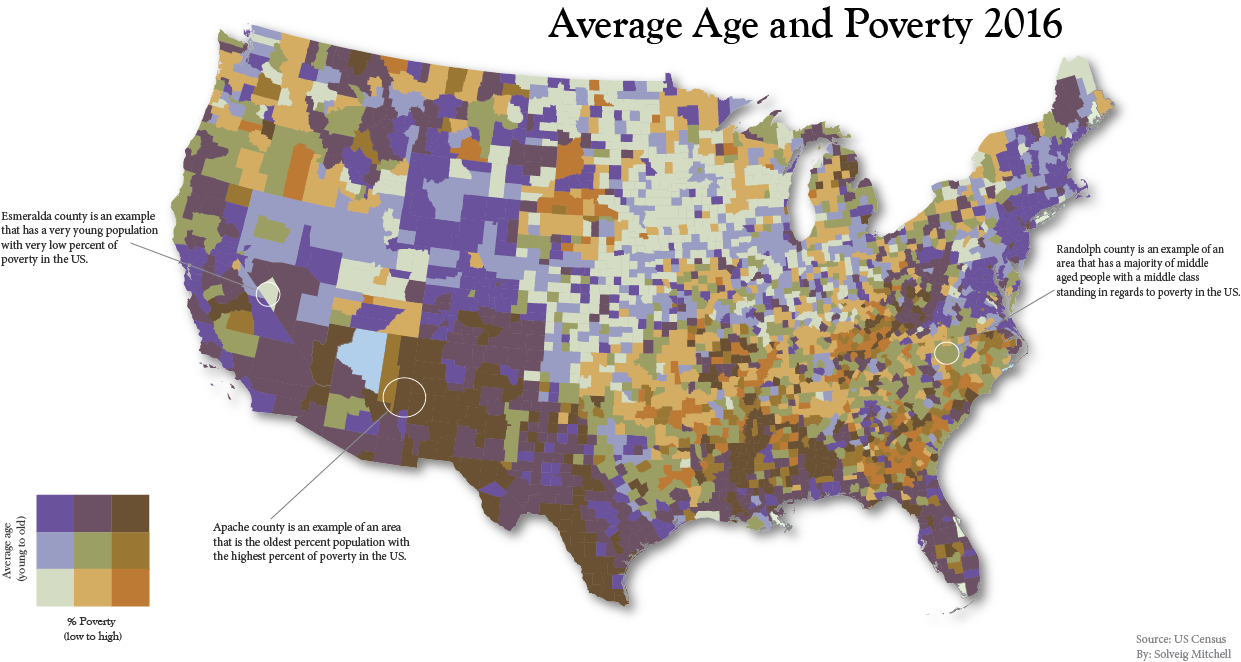 Average Age and Poverty 2016
Esmeralda county is an example
that has a very young population
with very low percent of
poverty in the US.
Randolph county is an example of an
area that has a majority of middle
aged people with a middle class
standing in regards to poverty in the US.
Apache county is an example of an area
that is the oldest percent population with
the highest percent of poverty in the US.
Average age
(young to old)
% Poverty
(low to high)
Source: US Census
By: Solveig Mitchell